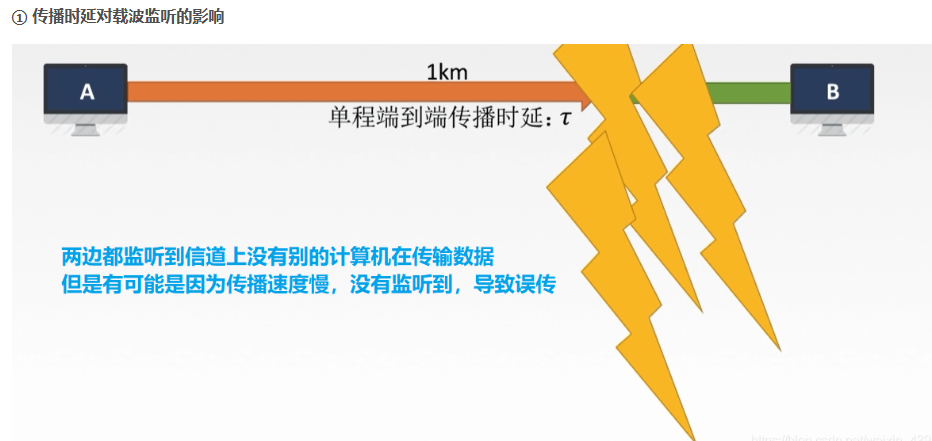 ① 传播时延对载波监听的影响
1km
A
B
单程端到端传播时延：τ
两边都监听到信道上没有别的计算机在传输数据
但是有可能是因为传播速度慢，没有监听到，导致误传